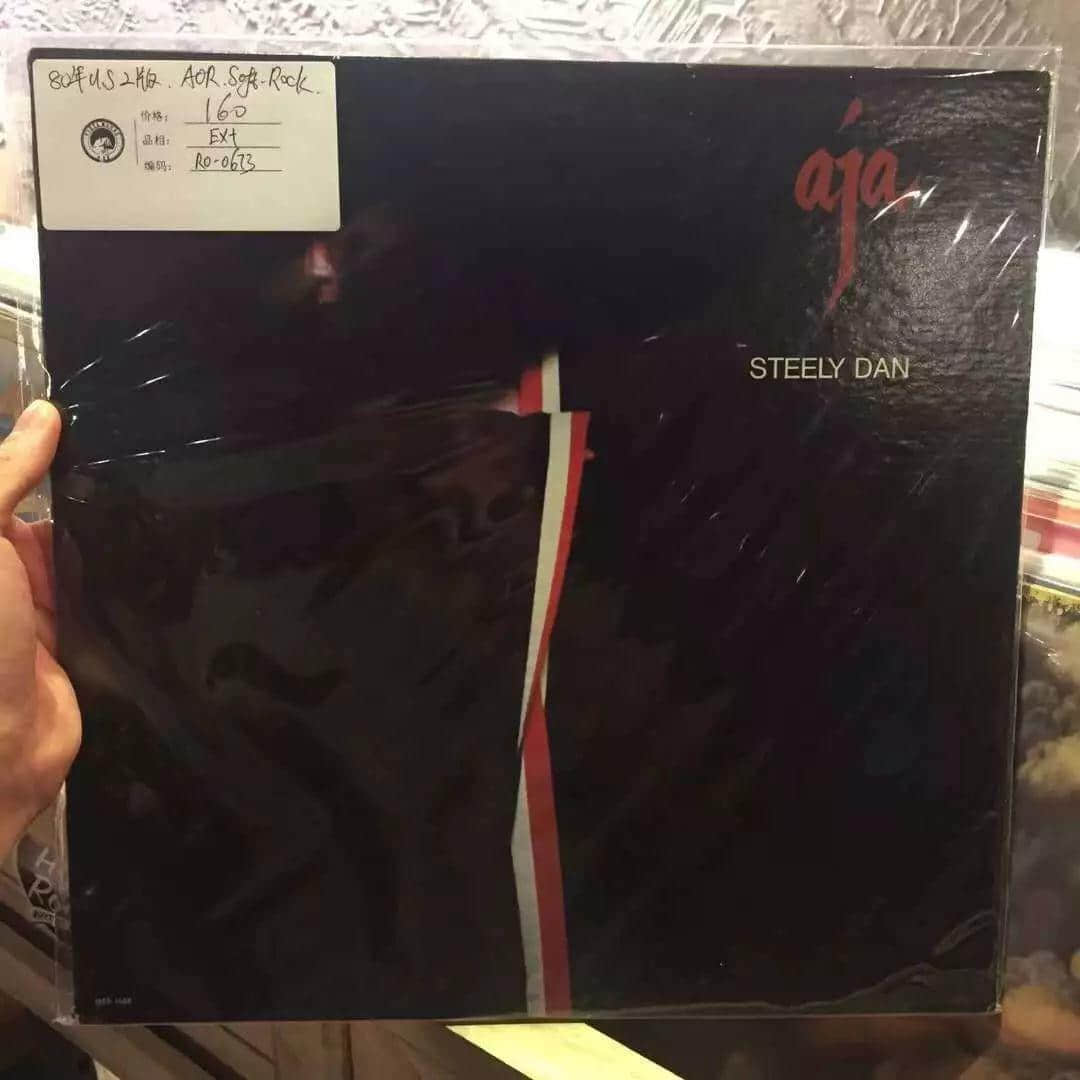 80年US2版. AOR. Soft-Rock.
价格: 160
品相: EX+
编码: RO-0673
aja
STEELY DAN